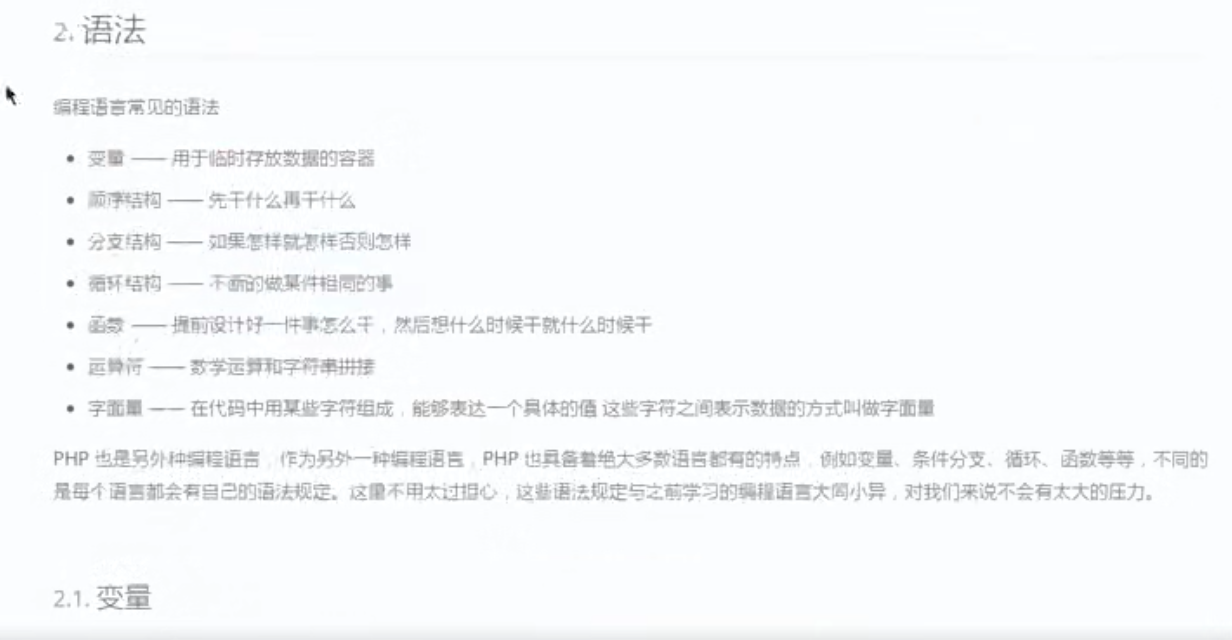 2. 语法
编程语言常见的语法
• 变量 —— 用于临时存放数据的容器
• 顺序结构 —— 先干什么再干什么
• 分支结构 —— 如果怎样就怎样否则怎样
• 循环结构 —— 不断的做某件相同的事
• 函数 —— 提前设计好一件事怎么干，然后想什么时候干就什么时候干
• 运算符 —— 数学运算和字符串拼接
• 字面量 —— 在代码中用某些字符组成，能够表达一个具体的值 这些字符之间表示数据的方式叫做字面量
PHP 也是另外种编程语言，作为另外一种编程语言，PHP 也具备着绝大多数语言都有的特点，例如变量、条件分支、循环、函数等等，不同的
是每个语言都会有自己的语法规定。这里不用太过担心，这些语法规定与之前学习的编程语言大同小异，对我们来说不会有太大的压力。
2.1. 变量